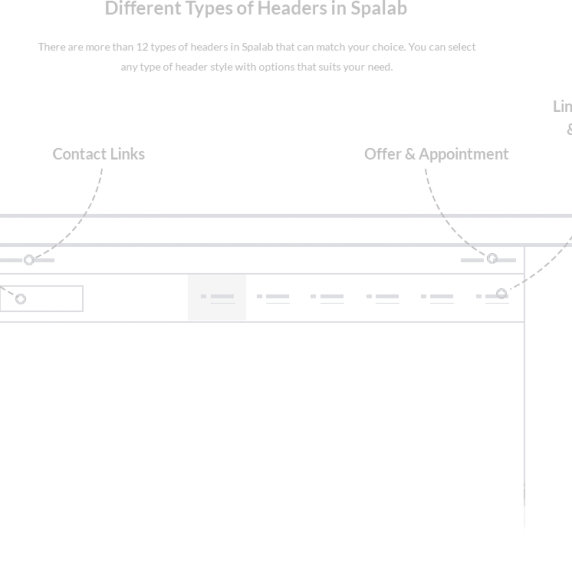 Different Types of Headers in Spalab
There are more than 12 types of headers in Spalab that can match your choice. You can select
any type of header style with options that suits your need.
Contact Links
Offer & Appointment
Lin
&